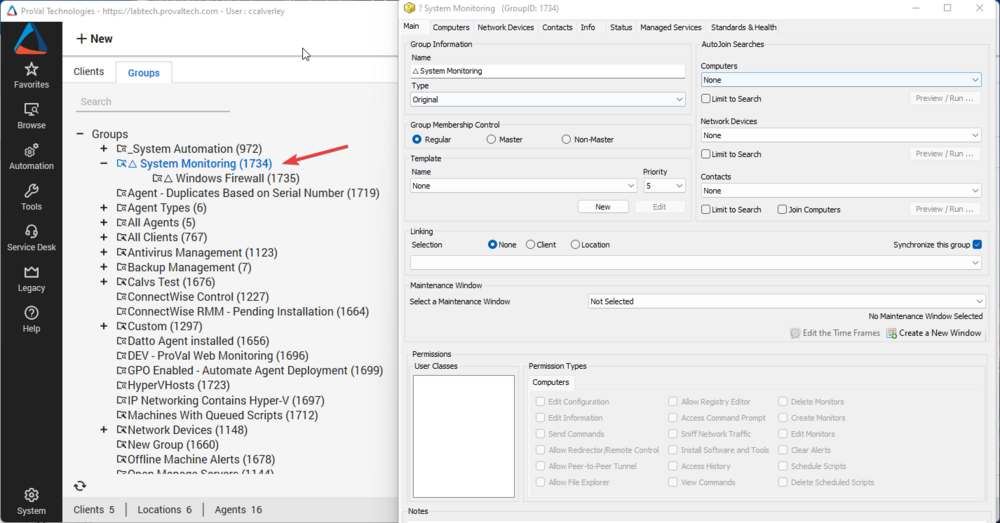 ProVal Technologies - https://labtech.provaltech.com - User : ccalverley
+ New
Clients
Groups
Search
Favorites
Browse
Automation
Tools
Service Desk
Legacy
Help
System
− Groups
+ _System Automation (972)
− △ System Monitoring (1734)
△ Windows Firewall (1735)
Agent - Duplicates Based on Serial Number (1719)
+ Agent Types (6)
+ All Agents (5)
+ All Clients (767)
+ Antivirus Management (1123)
+ Backup Management (7)
+ Calvs Test (1676)
ConnectWise Control (1227)
ConnectWise RMM - Pending Installation (1664)
+ Custom (1297)
Datto Agent installed (1656)
DEV - ProVal Web Monitoring (1696)
GPO Enabled - Automate Agent Deployment (1699)
HyperVHosts (1723)
IP Networking Contains Hyper-V (1697)
Machines With Queued Scripts (1712)
+ Network Devices (1148)
New Group (1660)
Offline Machine Alerts (1678)
Open Manage Servers (1144)
Clients 5 | Locations 6 | Agents 16
? System Monitoring (GroupID: 1734)
Main Computers Network Devices Contacts Info Status Managed Services Standards & Health
Group Information
Name
△ System Monitoring
Type
Original
Group Membership Control
Regular Master Non-Master
Template
Name Priority
None 5
New Edit
AutoJoin Searches
Computers
None
Limit to Search Preview / Run ...
Network Devices
None
Limit to Search Preview / Run ...
Contacts
None
Limit to Search Join Computers Preview / Run ...
Linking
Selection None Client Location Synchronize this group
Maintenance Window
Select a Maintenance Window Not Selected
No Maintenance Window Selected
Edit the Time Frames Create a New Window
Permissions
User Classes
Permission Types
Computers
Edit Configuration Allow Registry Editor Delete Monitors
Edit Information Access Command Prompt Create Monitors
Send Commands Sniff Network Traffic Edit Monitors
Allow Redirector/Remote Control Install Software and Tools Clear Alerts
Allow Peer-to-Peer Tunnel Access History Schedule Scripts
Allow File Explorer View Commands Delete Scheduled Scripts
Notes